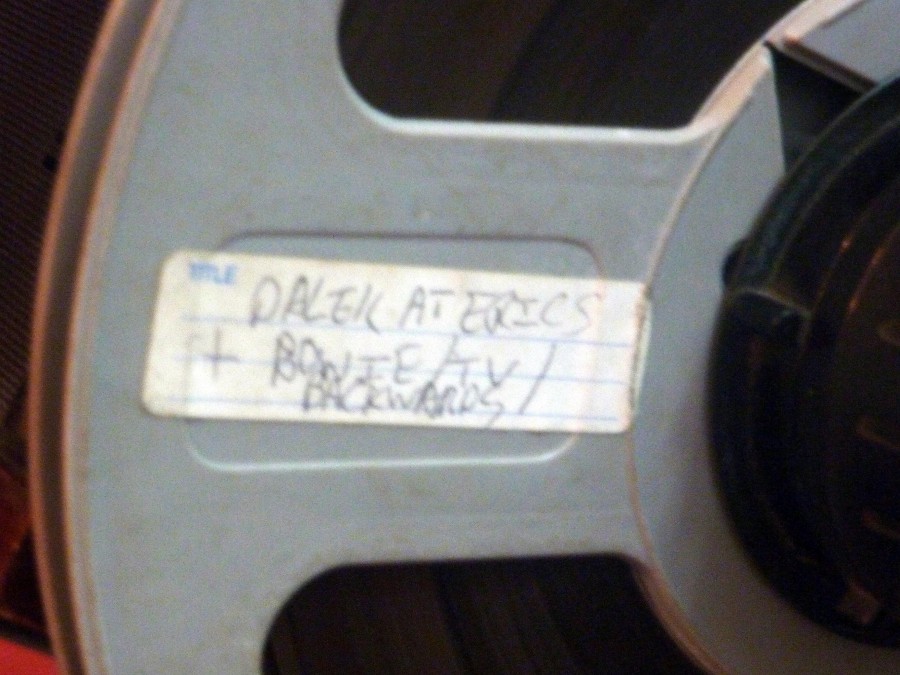 TITLE
DALEK AT ERICS
+ BOWIE/TV/
BACKWARDS